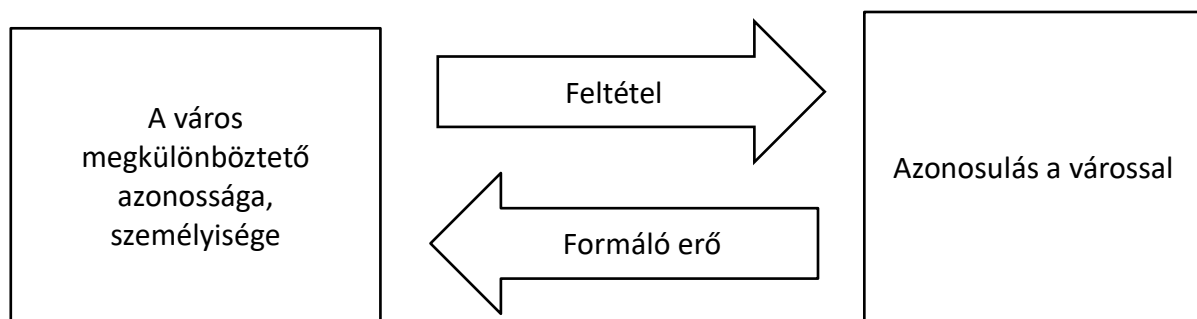 A város
megkülönböztető
azonossága,
személyisége
Feltétel
Formáló erő
Azonosulás a várossal